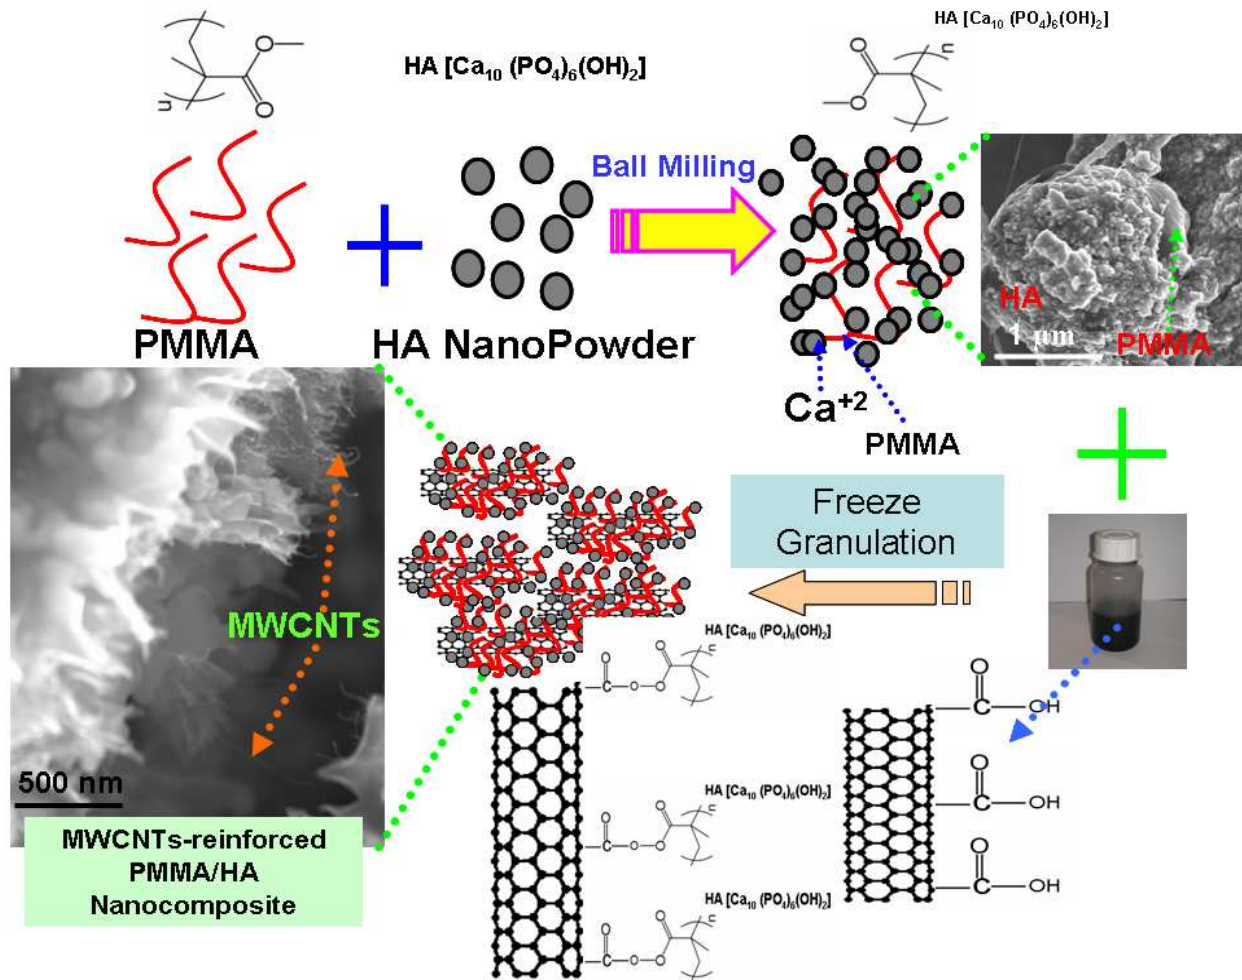 HA [Ca10 (PO4)6(OH)2]
HA [Ca10 (PO4)6(OH)2]
O
O
n
n
O
O
Ball Milling
PMMA
HA NanoPowder
HA
1 µm
PMMA
Ca+2
PMMA
Freeze
Granulation
MWCNTs
500 nm
MWCNTs-reinforced
PMMA/HA
Nanocomposite
HA [Ca10 (PO4)6(OH)2]
O
O
n
C
O
O
HA [Ca10 (PO4)6(OH)2]
O
O
n
C
O
O
HA [Ca10 (PO4)6(OH)2]
O
O
n
C
O
O
O
C
OH
O
C
OH
O
C
OH